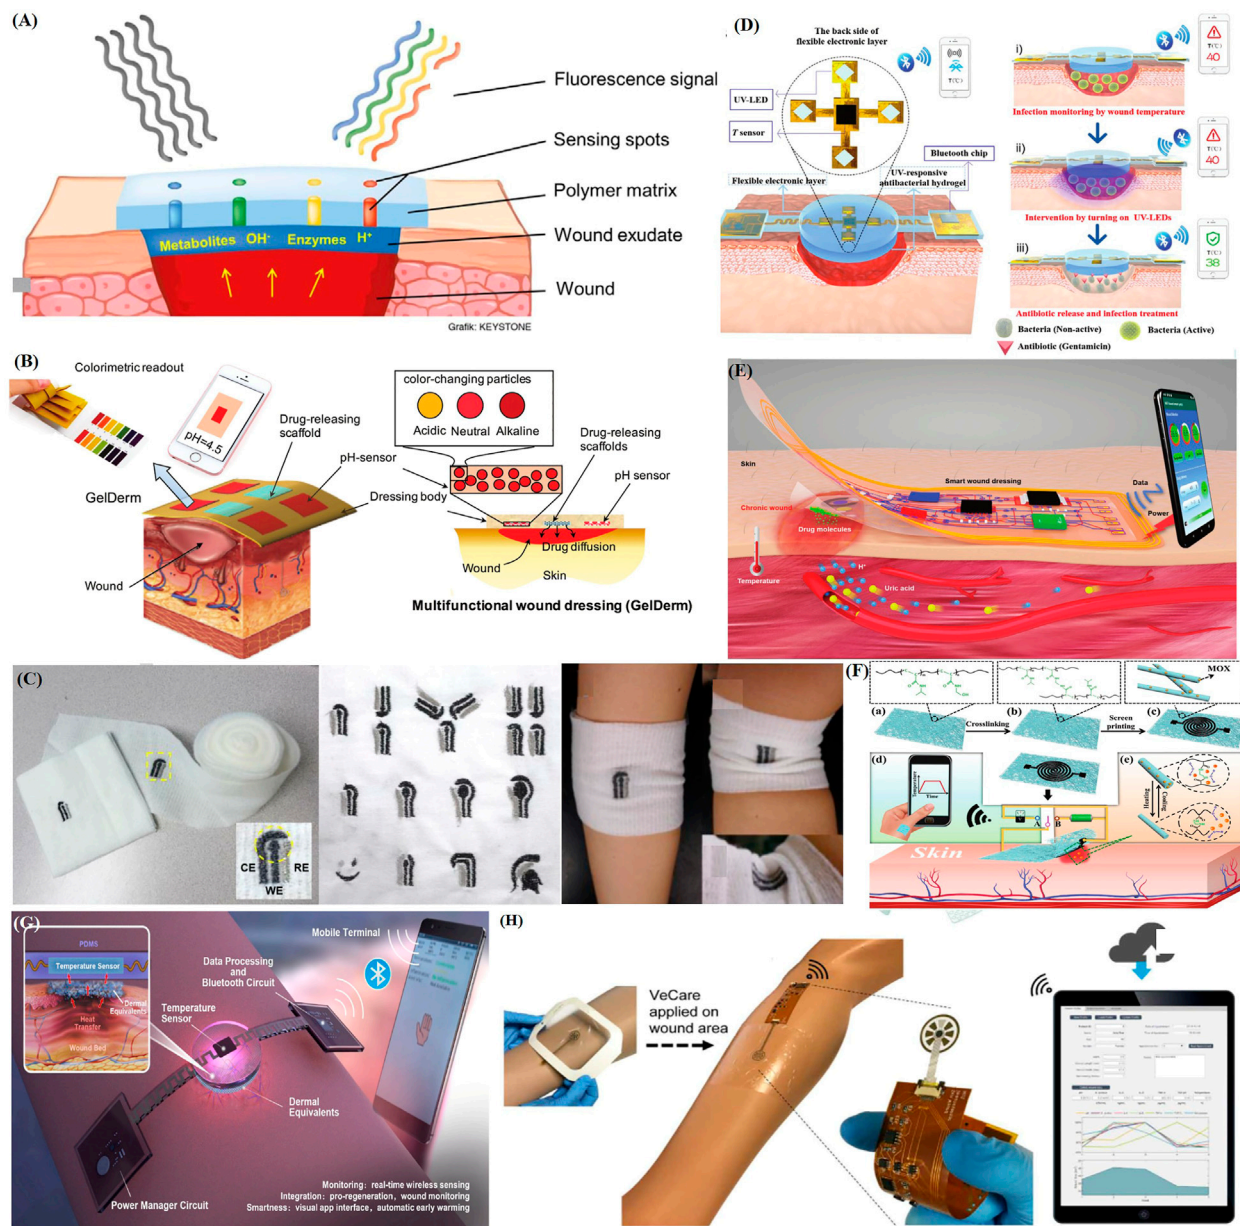 (A)
Fluorescence signal
Sensing spots
Polymer matrix
Wound exudate
Metabolites OH- Enzymes H+
Wound
Grafik: KEYSTONE
(B)
Colorimetric readout
pH=4.5
Drug-releasing
scaffold
pH-sensor
GelDerm
Dressing body
Wound
color-changing particles
Acidic Neutral Alkaline
Drug-releasing
scaffolds
pH sensor
Drug diffusion
Wound
Skin
Multifunctional wound dressing (GelDerm)
(C)
CE RE
WE
(D)
The back side of
flexible electronic layer
T(°C)
UV-LED
T sensor
Bluetooth chip
Flexible electronic layer
UV-responsive
antibacterial hydrogel
i)
T(°C)
40
Infection monitoring by wound temperature
ii)
T(°C)
40
Intervention by turning on UV-LEDs
iii)
T(°C)
38
Antibiotic release and infection treatment
Bacteria (Non-active) Bacteria (Active)
Antibiotic (Gentamicin)
(E)
Skin
Smart wound dressing
Data
Power
Chronic wound
Drug molecules
Temperature
H+
Uric acid
(F)
MOX
(a) Crosslinking (b) Screen
printing (c)
(d)
Temperature
Time
A B
(e)
Heating
Cooling
Skin
(G)
PDMS
Temperature Sensor
Dermal
Equivalents
Heat
Transfer
Wound Bed
Data Processing
and
Bluetooth Circuit
Mobile Terminal
Temperature
Sensor
Dermal
Equivalents
Power Manager Circuit
Monitoring: real-time wireless sensing
Integration: pro-regeneration, wound monitoring
Smartness: visual app interface, automatic early warming
(H)
VeCare
applied on
wound area